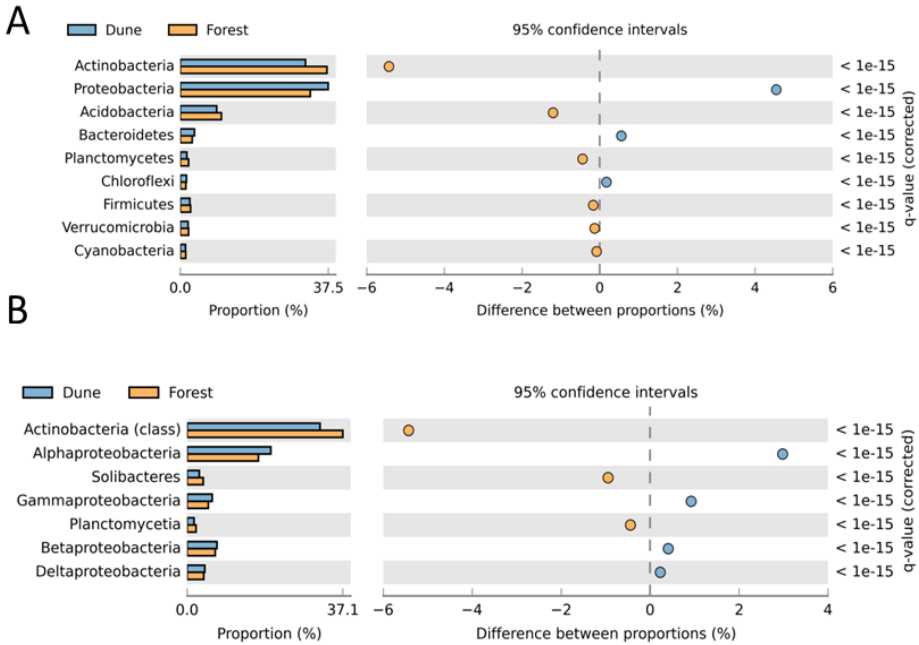 A
Dune Forest 95% confidence intervals
Actinobacteria < 1e-15
Proteobacteria < 1e-15
Acidobacteria < 1e-15
Bacteroidetes < 1e-15
Planctomycetes < 1e-15
Chloroflexi < 1e-15
Firmicutes < 1e-15
Verrucomicrobia < 1e-15
Cyanobacteria < 1e-15
q-value (corrected)
0.0 37.5 −6 −4 −2 0 2 4 6
Proportion (%) Difference between proportions (%)
B
Dune Forest 95% confidence intervals
Actinobacteria (class) < 1e-15
Alphaproteobacteria < 1e-15
Solibacteres < 1e-15
Gammaproteobacteria < 1e-15
Planctomycetia < 1e-15
Betaproteobacteria < 1e-15
Deltaproteobacteria < 1e-15
q-value (corrected)
0.0 37.1 −6 −4 −2 0 2 4
Proportion (%) Difference between proportions (%)